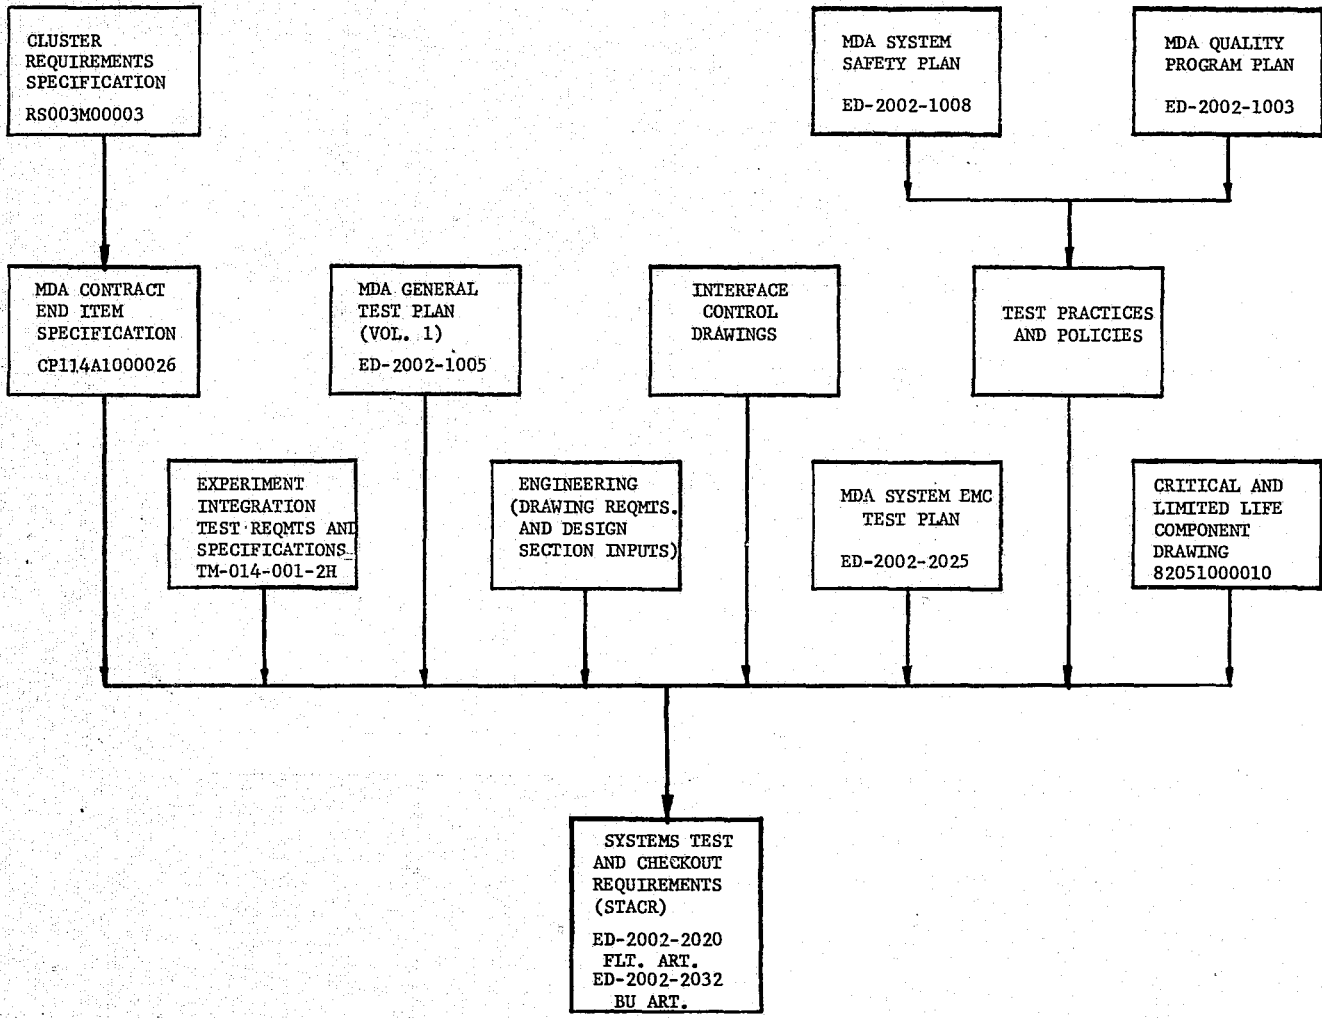 CLUSTER
REQUIREMENTS
SPECIFICATION
RS003M00003
MDA SYSTEM
SAFETY PLAN
ED-2002-1008
MDA QUALITY
PROGRAM PLAN
ED-2002-1003
MDA CONTRACT
END ITEM
SPECIFICATION
CP114A1000026
MDA GENERAL
TEST PLAN
(VOL. 1)
ED-2002-1005
INTERFACE
CONTROL
DRAWINGS
TEST PRACTICES
AND POLICIES
EXPERIMENT
INTEGRATION
TEST REQMTS AND
SPECIFICATIONS
TM-014-001-2H
ENGINEERING
(DRAWING REQMTS.
AND DESIGN
SECTION INPUTS)
MDA SYSTEM EMC
TEST PLAN
ED-2002-2025
CRITICAL AND
LIMITED LIFE
COMPONENT
DRAWING
82051000010
SYSTEMS TEST
AND CHECKOUT
REQUIREMENTS
(STACR)
ED-2002-2020
FLT. ART.
ED-2002-2032
BU ART.